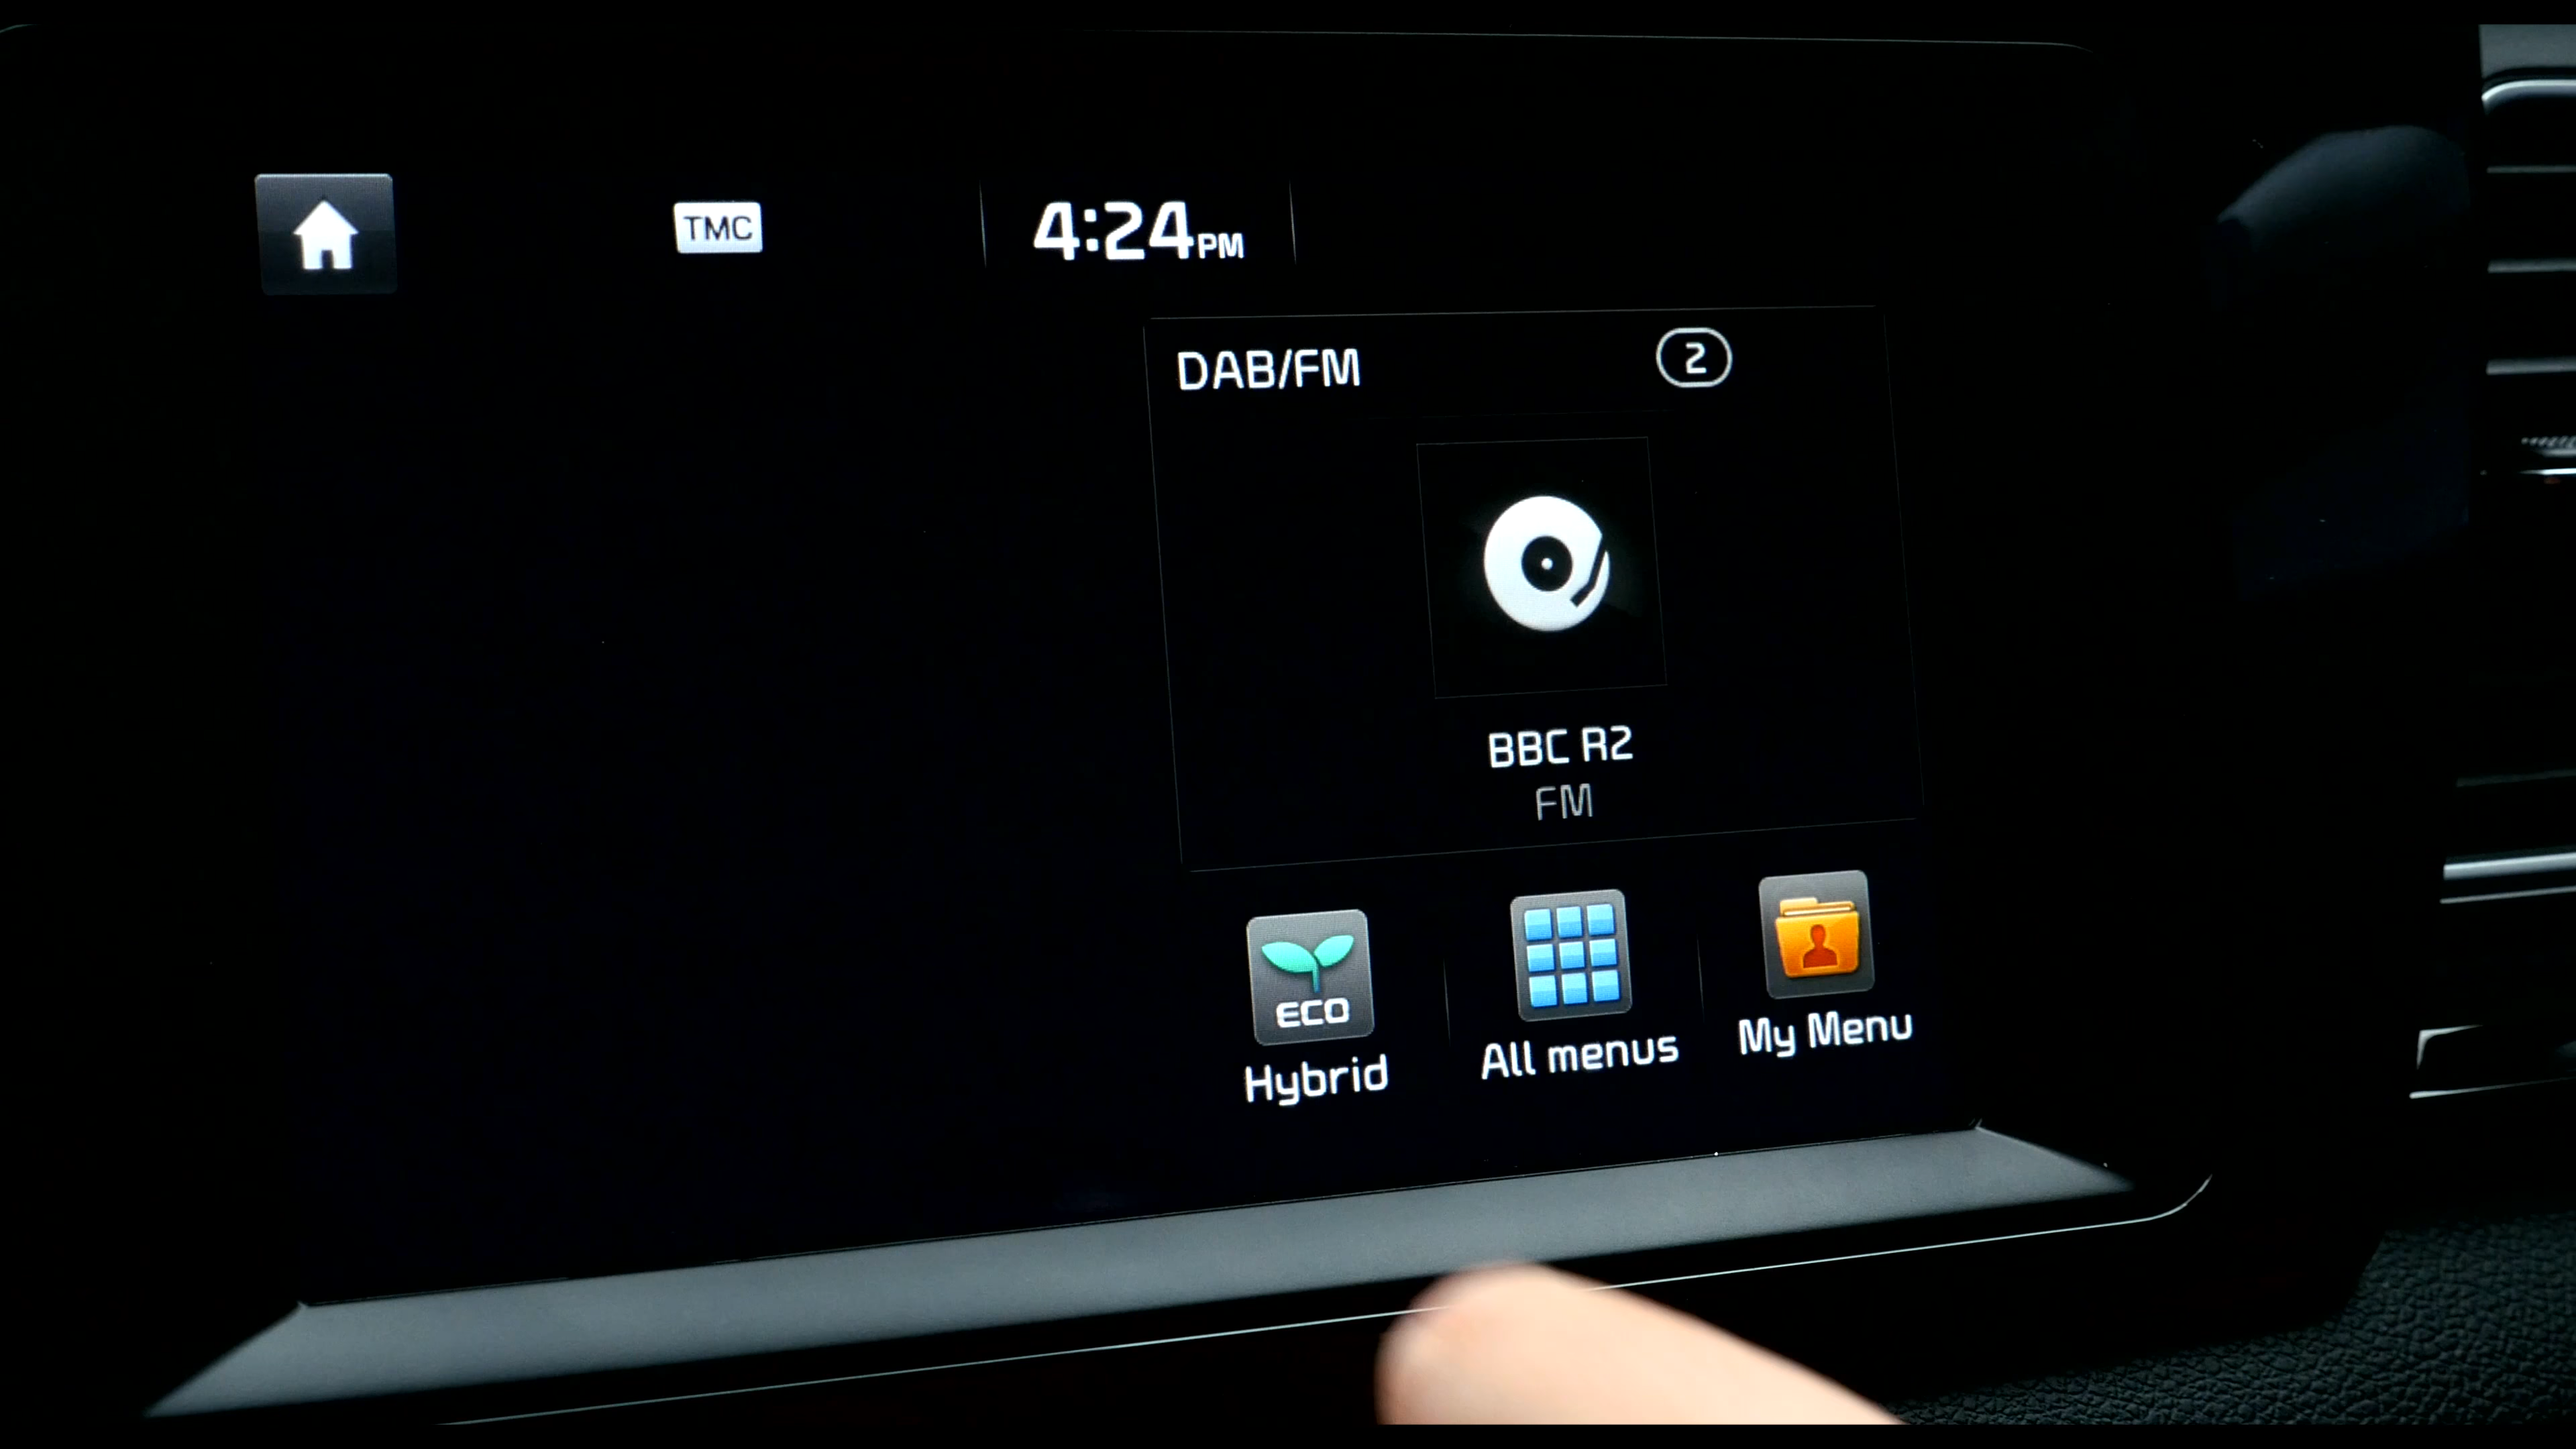 TMC
4:24PM
DAB/FM
2
BBC R2
FM
ECO
Hybrid
All menus
My Menu